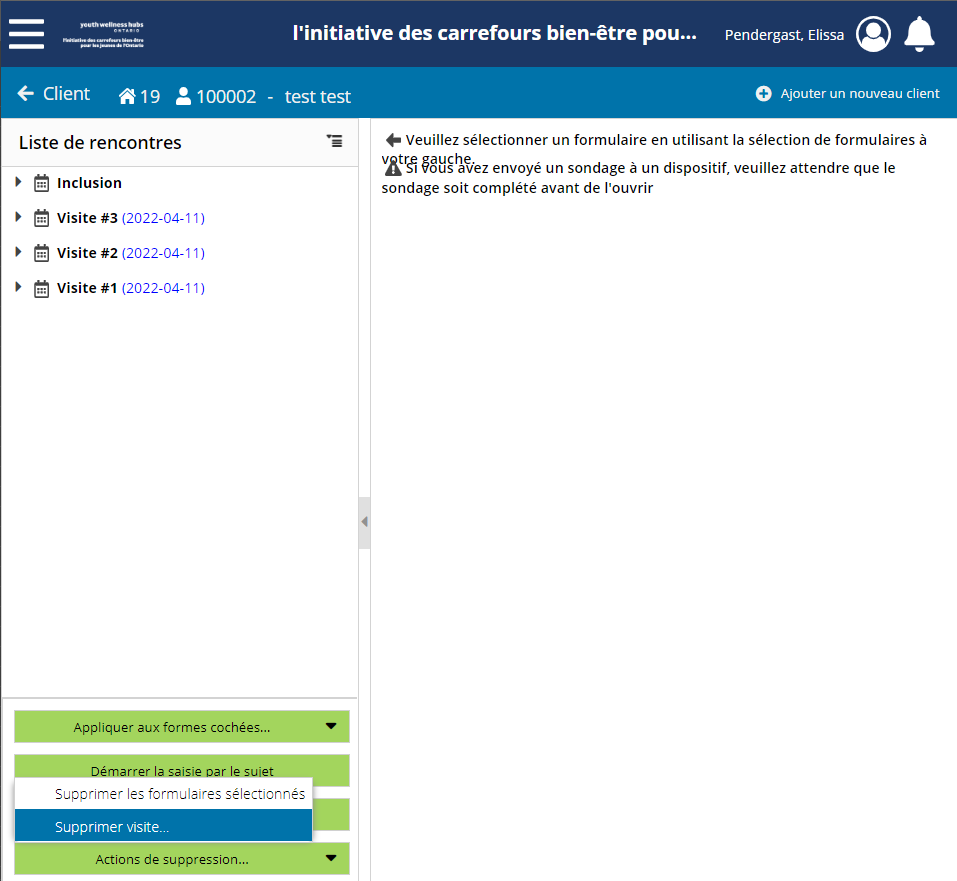 youth wellness hubs
ONTARIO
l'initiative des carrefours bien-être
pour les jeunes de l'Ontario
l'initiative des carrefours bien-être pou...
Pendergast, Elissa
Client
19
100002 - test test
Ajouter un nouveau client
Liste de rencontres
Inclusion
Visite #3 (2022-04-11)
Visite #2 (2022-04-11)
Visite #1 (2022-04-11)
Veuillez sélectionner un formulaire en utilisant la sélection de formulaires à
votre gauche.
Si vous avez envoyé un sondage à un dispositif, veuillez attendre que le
sondage soit complété avant de l'ouvrir
Appliquer aux formes cochées...
Démarrer la saisie par le sujet
Supprimer les formulaires sélectionnés
Supprimer visite...
Actions de suppression...